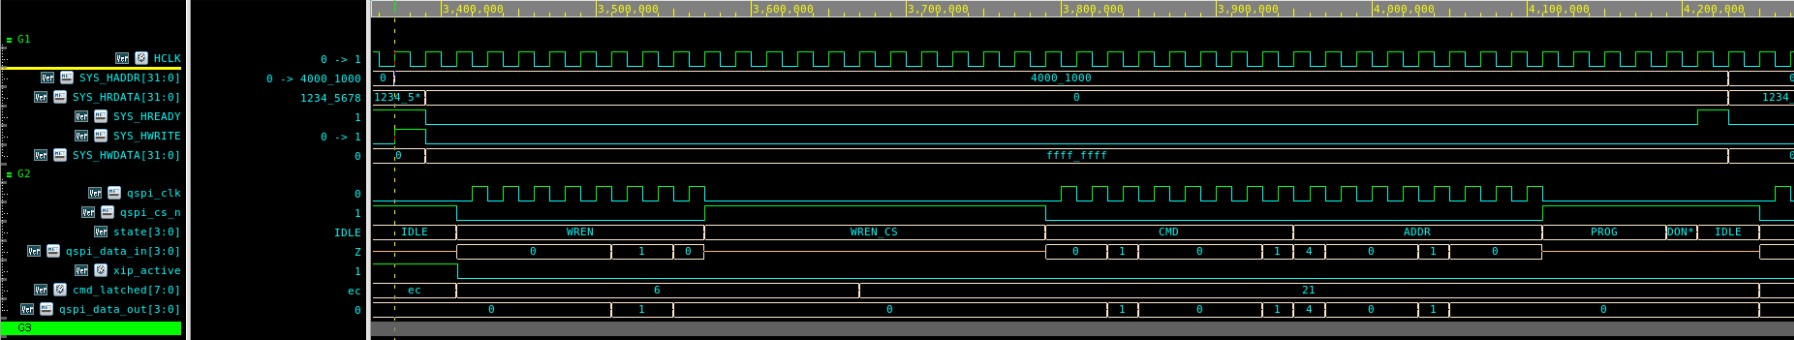 3,400,000 3,500,000 3,600,000 3,700,000 3,800,000 3,900,000 4,000,000 4,100,000 4,200,000
G1
HCLK 0 -> 1
SYS_HADDR[31:0] 0 -> 4000_1000 0 4000_1000 0
SYS_HRDATA[31:0] 1234_5678 1234_5* 0 1234_
SYS_HREADY 1
SYS_HWRITE 0 -> 1
SYS_HWDATA[31:0] 0 0 ffff_ffff 0
G2
qspi_clk 0
qspi_cs_n 1
state[3:0] IDLE IDLE WREN WREN_CS CMD ADDR PROG DON* IDLE
qspi_data_in[3:0] Z 0 1 0 0 1 0 1 4 0 1 0
xip_active 1
cmd_latched[7:0] ec ec 6 21
qspi_data_out[3:0] 0 0 1 0 1 0 1 4 0 1 0
G3